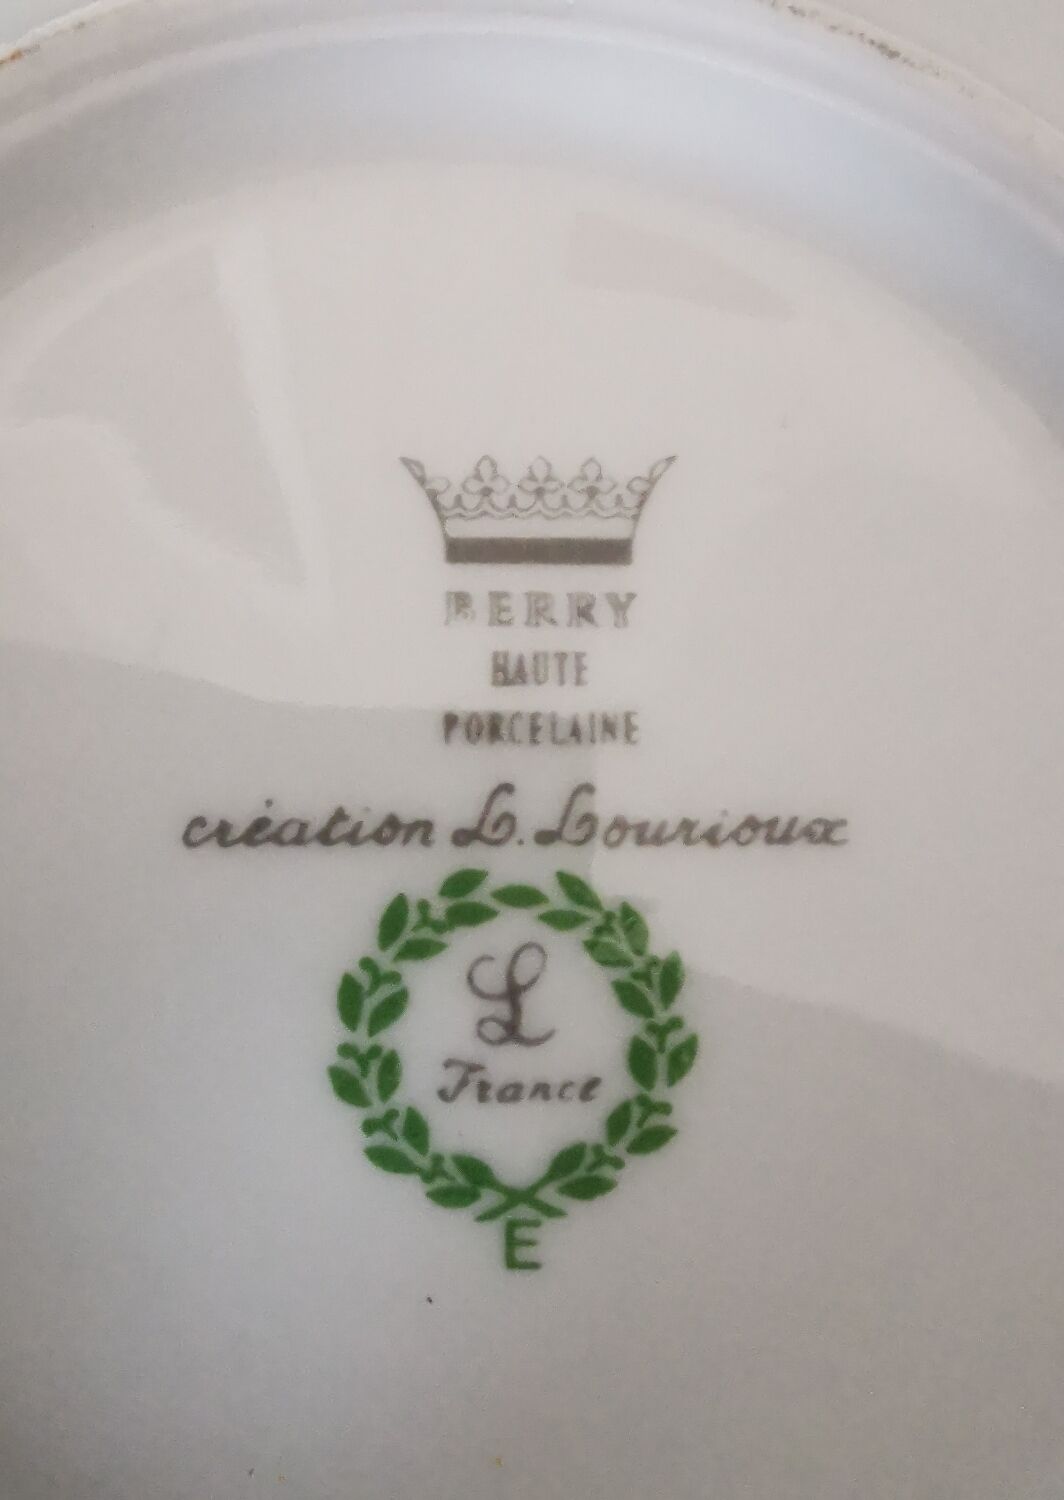 BERRY
HAUTE
PORCELAINE
création L. Lourioux
L
France
E